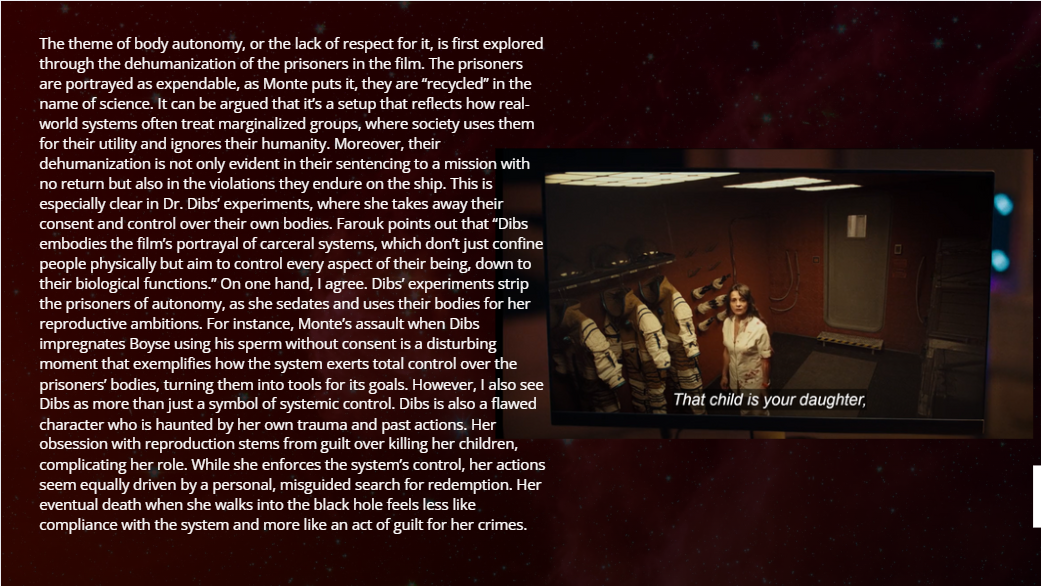 The theme of body autonomy, or the lack of respect for it, is first explored
through the dehumanization of the prisoners in the film. The prisoners
are portrayed as expendable, as Monte puts it, they are “recycled” in the
name of science. It can be argued that it’s a setup that reflects how real-
world systems often treat marginalized groups, where society uses them
for their utility and ignores their humanity. Moreover, their
dehumanization is not only evident in their sentencing to a mission with
no return but also in the violations they endure on the ship. This is
especially clear in Dr. Dibs’ experiments, where she takes away their
consent and control over their own bodies. Farouk points out that “Dibs
embodies the film’s portrayal of carceral systems, which don’t just confine
people physically but aim to control every aspect of their being, down to
their biological functions.” On one hand, I agree. Dibs’ experiments strip
the prisoners of autonomy, as she sedates and uses their bodies for her
reproductive ambitions. For instance, Monte’s assault when Dibs
impregnates Boyse using his sperm without consent is a disturbing
moment that exemplifies how the system exerts total control over the
prisoners’ bodies, turning them into tools for its goals. However, I also see
Dibs as more than just a symbol of systemic control. Dibs is also a flawed
character who is haunted by her own trauma and past actions. Her
obsession with reproduction stems from guilt over killing her children,
complicating her role. While she enforces the system’s control, her actions
seem equally driven by a personal, misguided search for redemption. Her
eventual death when she walks into the black hole feels less like
compliance with the system and more like an act of guilt for her crimes.
That child is your daughter,